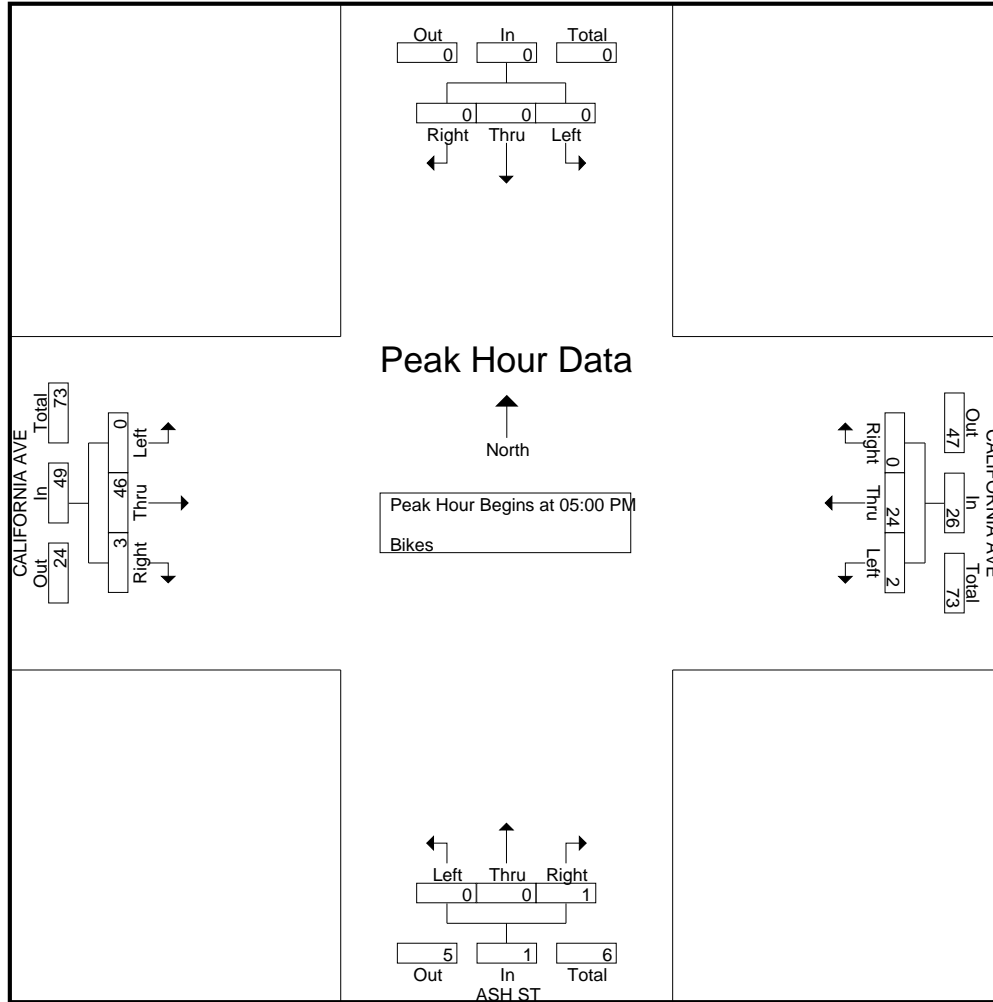 Out In Total
0 0 0
0 0 0
Right Thru Left
Peak Hour Data
North
Peak Hour Begins at 05:00 PM
Bikes
CALIFORNIA AVE
Out In Total
24 49 73
3 46 0
Right Thru Left
CALIFORNIA AVE
Out In Total
47 26 73
0 24 2
Right Thru Left
Left Thru Right
0 0 1
5 1 6
Out In Total
ASH ST